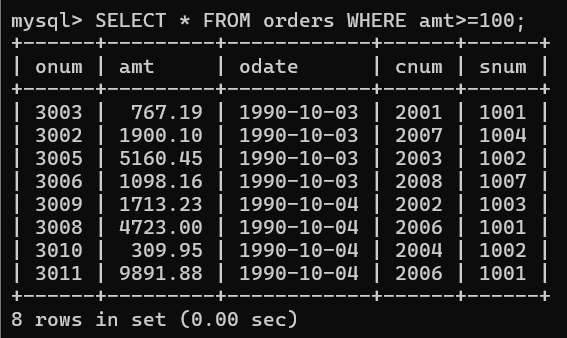 mysql> SELECT * FROM orders WHERE amt>=100;
+------+---------+------------+------+------+
| onum | amt     | odate      | cnum | snum |
+------+---------+------------+------+------+
| 3003 |  767.19 | 1990-10-03 | 2001 | 1001 |
| 3002 | 1900.10 | 1990-10-03 | 2007 | 1004 |
| 3005 | 5160.45 | 1990-10-03 | 2003 | 1002 |
| 3006 | 1098.16 | 1990-10-03 | 2008 | 1007 |
| 3009 | 1713.23 | 1990-10-04 | 2002 | 1003 |
| 3008 | 4723.00 | 1990-10-04 | 2006 | 1001 |
| 3010 |  309.95 | 1990-10-04 | 2004 | 1002 |
| 3011 | 9891.88 | 1990-10-04 | 2006 | 1001 |
+------+---------+------------+------+------+
8 rows in set (0.00 sec)